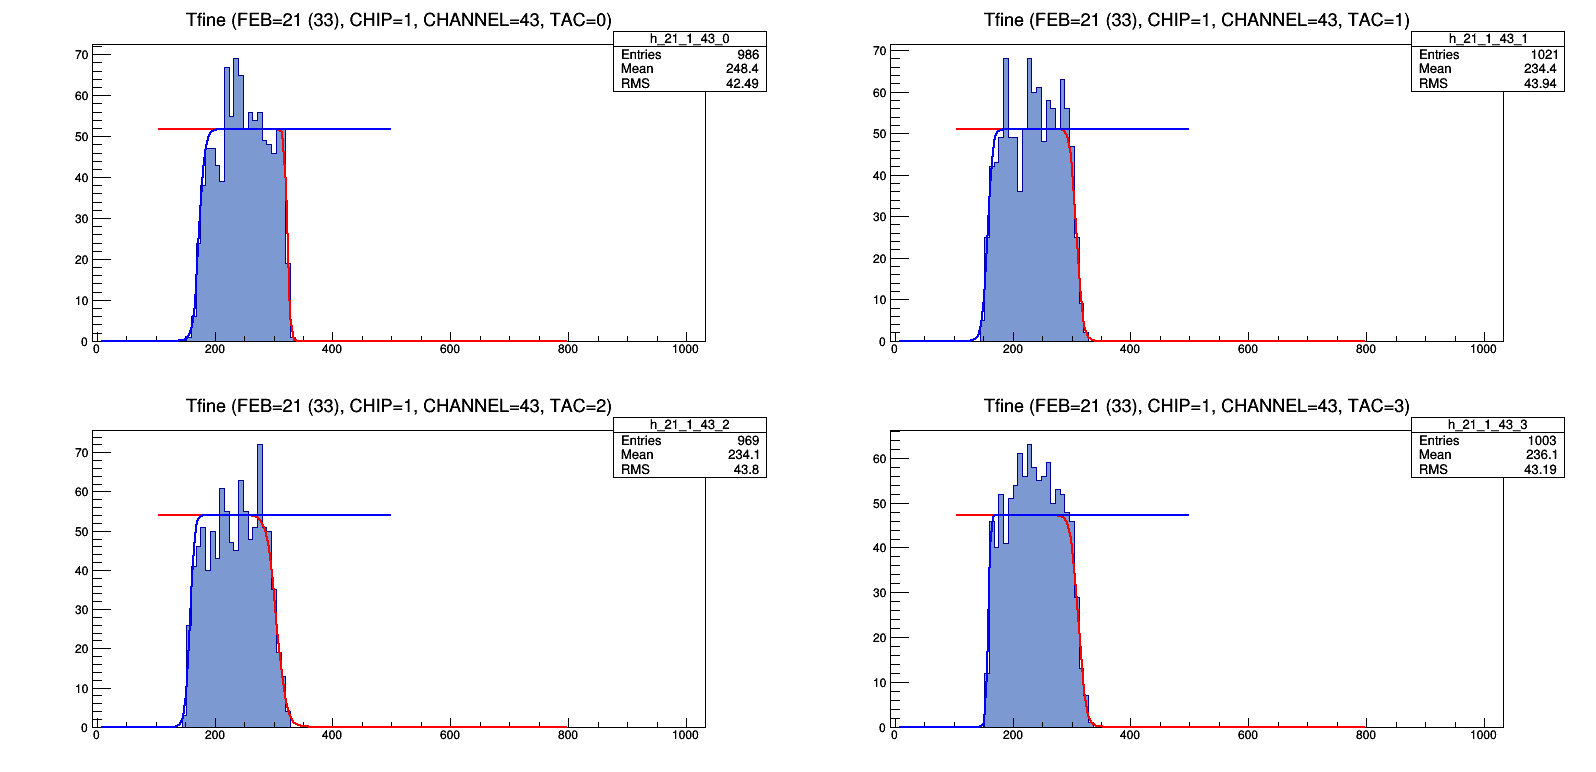 Tfine (FEB=21 (33), CHIP=1, CHANNEL=43, TAC=0)
h_21_1_43_0
Entries 986
Mean 248.4
RMS 42.49
70
60
50
40
30
20
10
0
0 200 400 600 800 1000
Tfine (FEB=21 (33), CHIP=1, CHANNEL=43, TAC=1)
h_21_1_43_1
Entries 1021
Mean 234.4
RMS 43.94
70
60
50
40
30
20
10
0
0 200 400 600 800 1000
Tfine (FEB=21 (33), CHIP=1, CHANNEL=43, TAC=2)
h_21_1_43_2
Entries 969
Mean 234.1
RMS 43.8
70
60
50
40
30
20
10
0
0 200 400 600 800 1000
Tfine (FEB=21 (33), CHIP=1, CHANNEL=43, TAC=3)
h_21_1_43_3
Entries 1003
Mean 236.1
RMS 43.19
60
50
40
30
20
10
0
0 200 400 600 800 1000